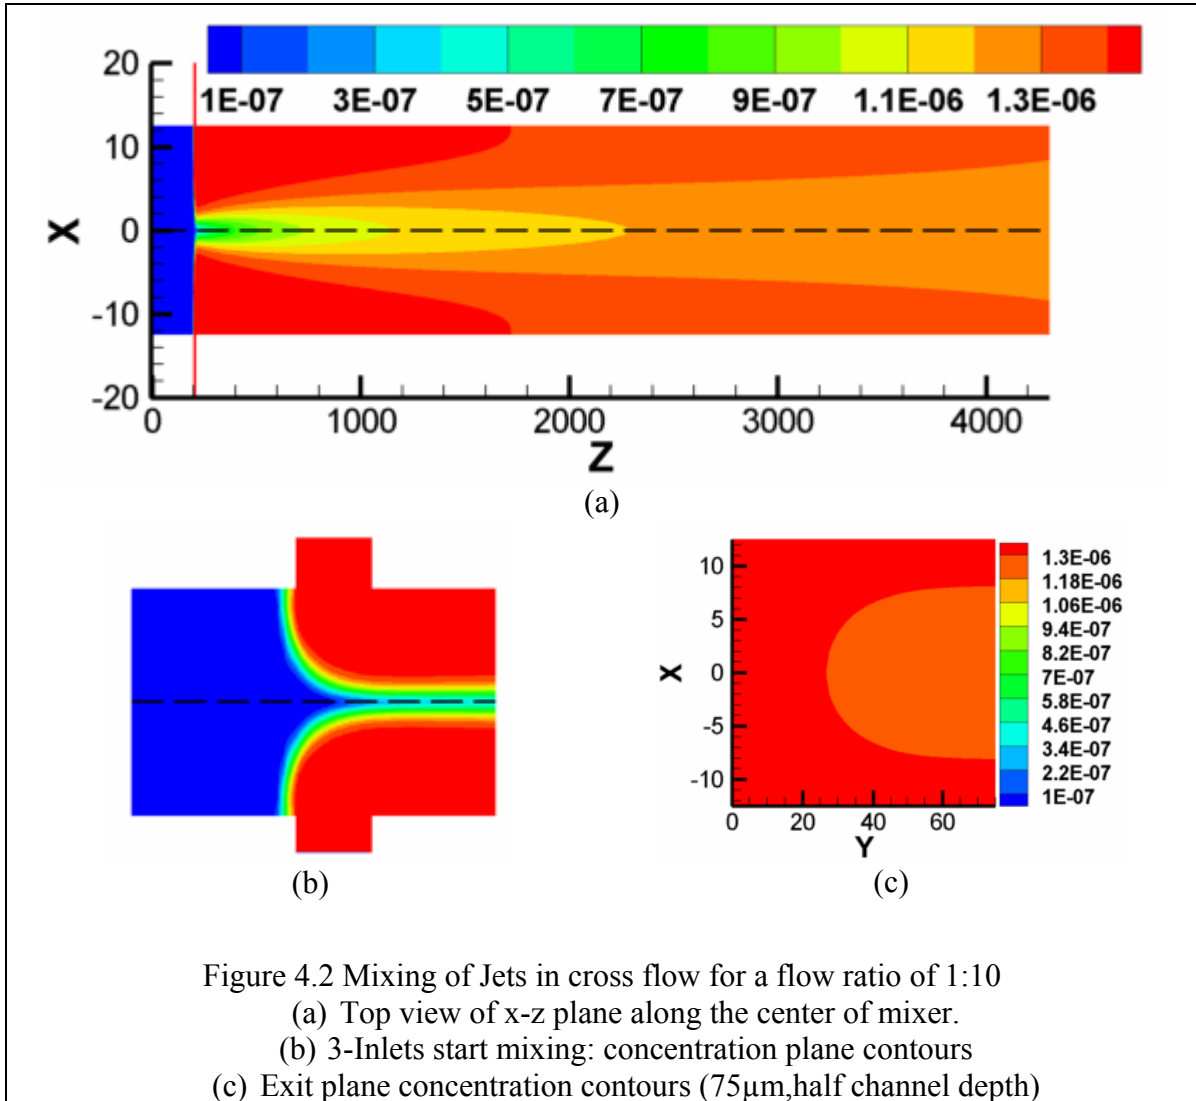 1E-07 3E-07 5E-07 7E-07 9E-07 1.1E-06 1.3E-06
20
10
0
-10
-20
X
0 1000 2000 3000 4000
Z
(a)
(b)
10
5
0
-5
-10
X
0 20 40 60
Y
1.3E-06
1.18E-06
1.06E-06
9.4E-07
8.2E-07
7E-07
5.8E-07
4.6E-07
3.4E-07
2.2E-07
1E-07
(c)
Figure 4.2 Mixing of Jets in cross flow for a flow ratio of 1:10
(a) Top view of x-z plane along the center of mixer.
(b) 3-Inlets start mixing: concentration plane contours
(c) Exit plane concentration contours (75µm,half channel depth)